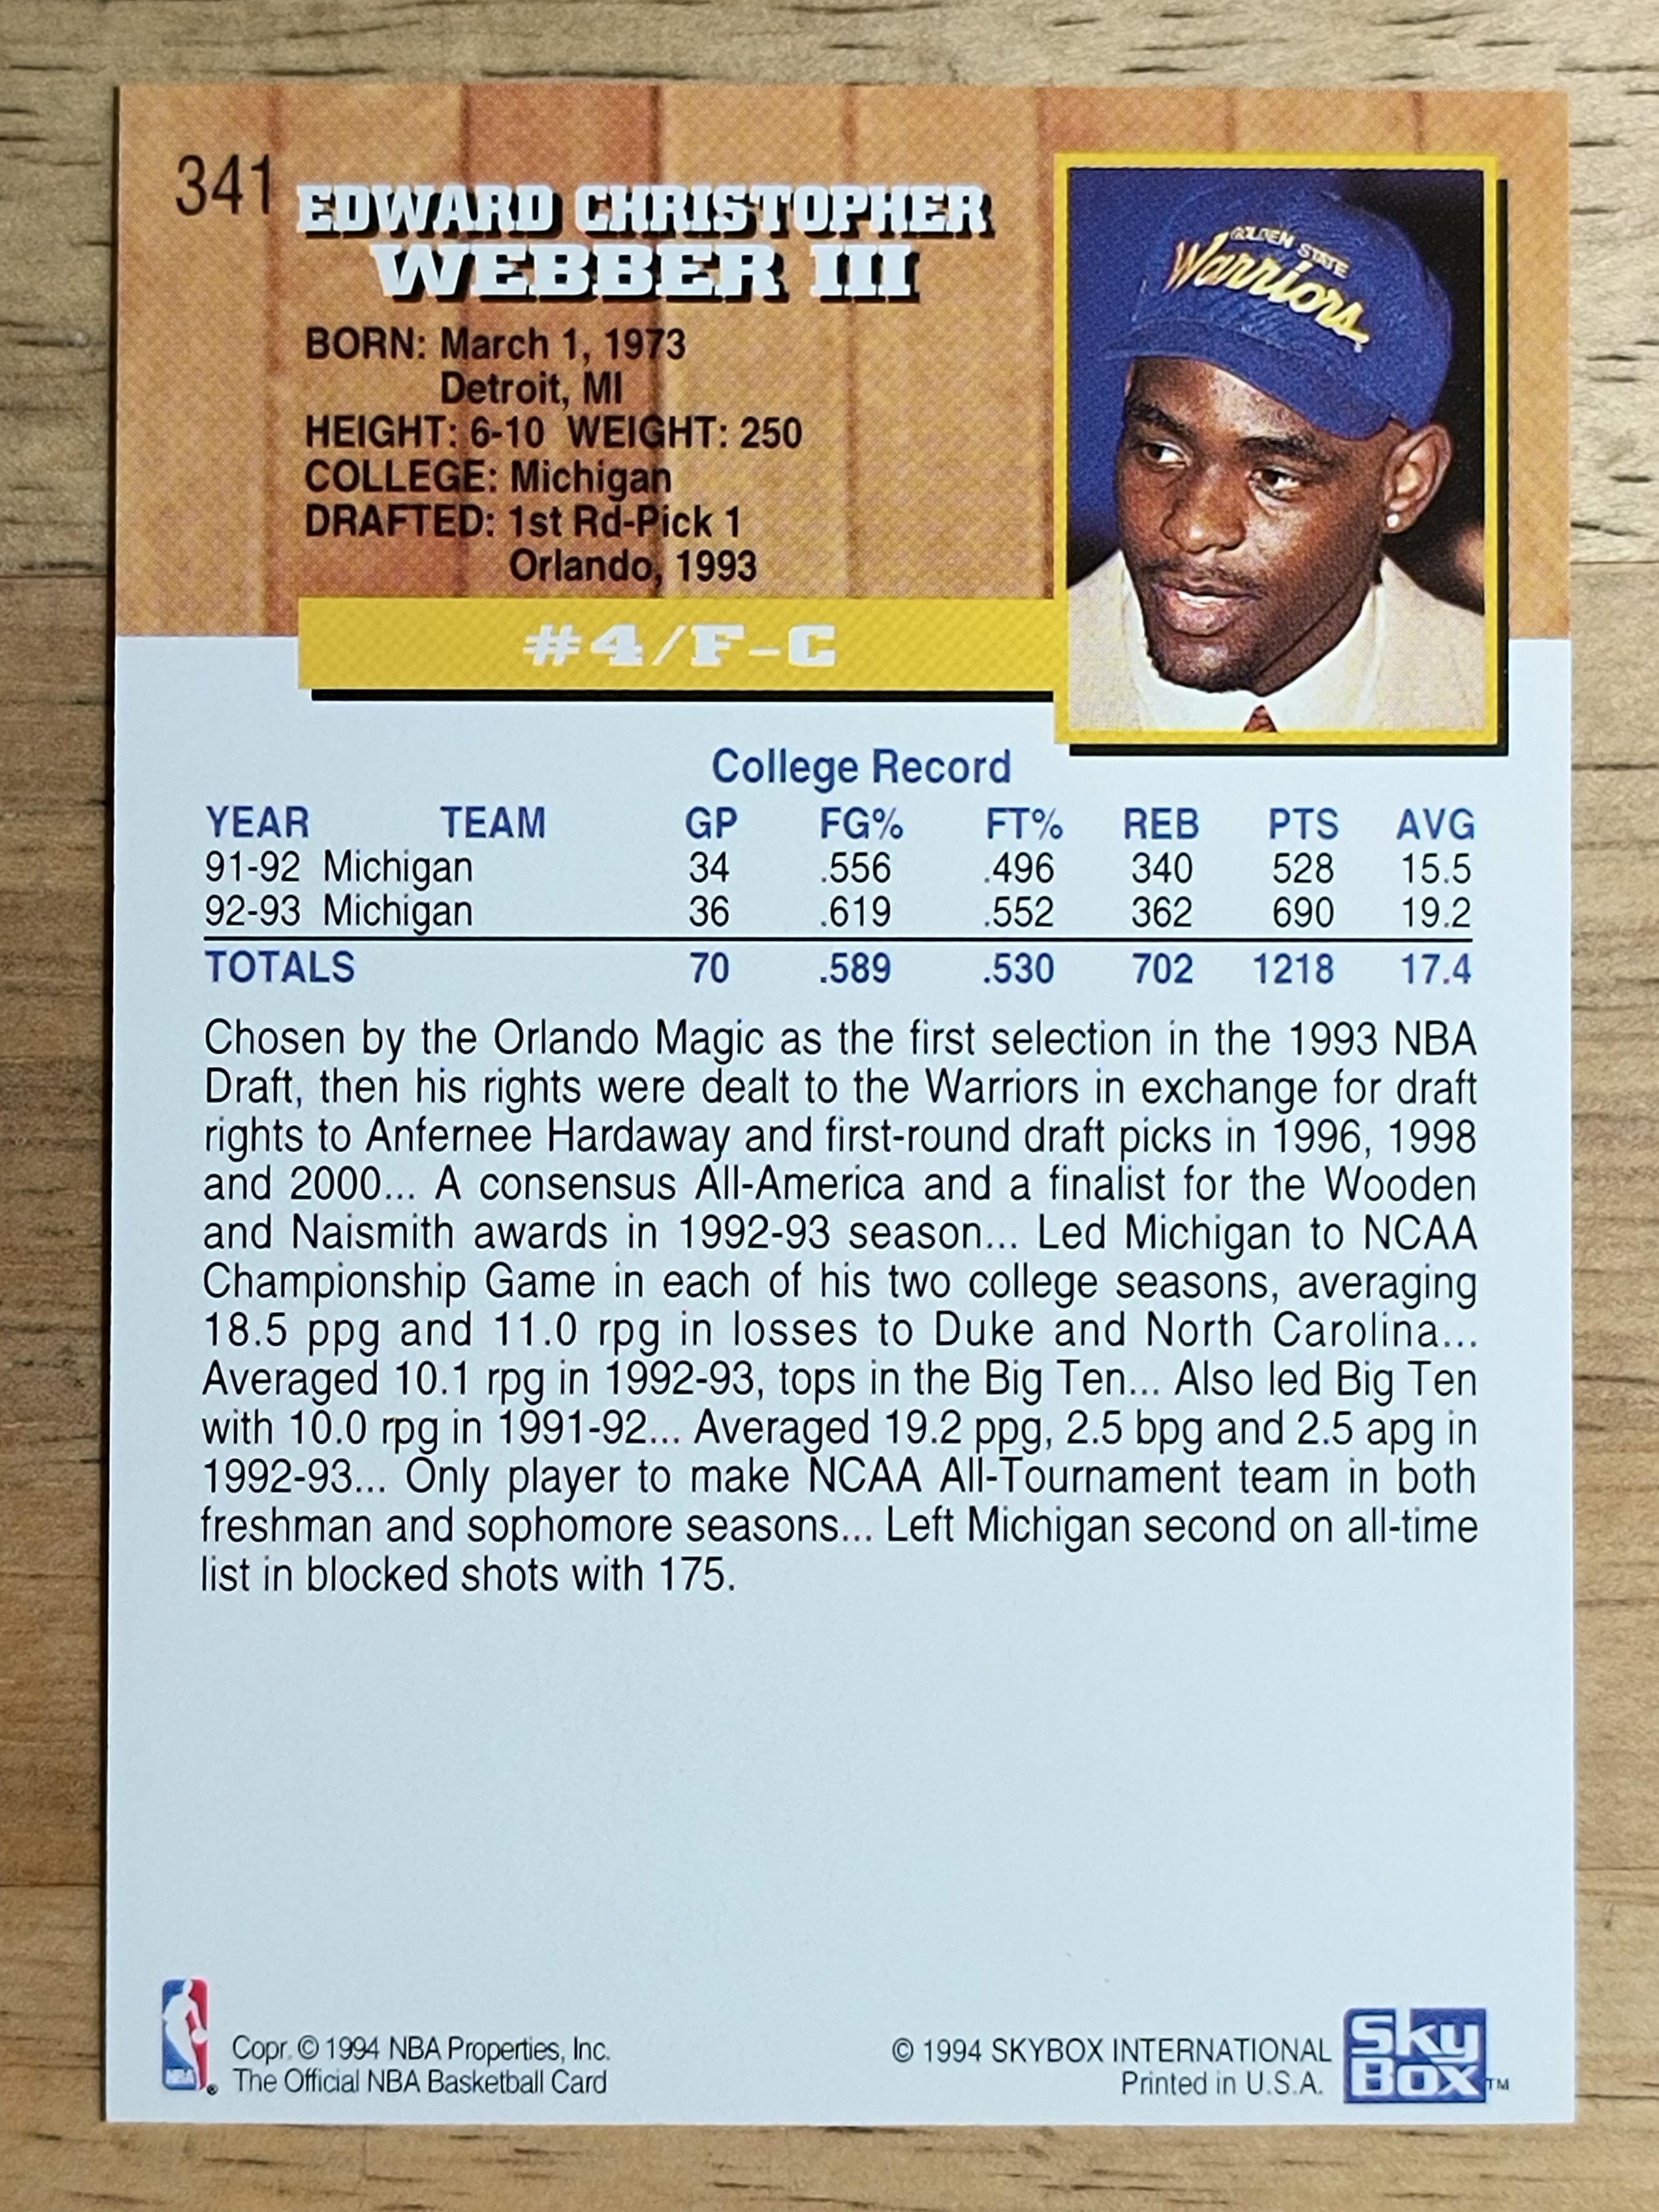 341
EDWARD CHRISTOPHER
WEBBER III
GOLDEN STATE
Warriors
BORN: March 1, 1973
Detroit, MI
HEIGHT: 6-10 WEIGHT: 250
COLLEGE: Michigan
DRAFTED: 1st Rd-Pick 1
Orlando, 1993
#4/F-C
College Record
YEAR TEAM GP FG% FT% REB PTS AVG
91-92 Michigan 34 .556 .496 340 528 15.5
92-93 Michigan 36 .619 .552 362 690 19.2
TOTALS 70 .589 .530 702 1218 17.4
Chosen by the Orlando Magic as the first selection in the 1993 NBA
Draft, then his rights were dealt to the Warriors in exchange for draft
rights to Anfernee Hardaway and first-round draft picks in 1996, 1998
and 2000... A consensus All-America and a finalist for the Wooden
and Naismith awards in 1992-93 season... Led Michigan to NCAA
Championship Game in each of his two college seasons, averaging
18.5 ppg and 11.0 rpg in losses to Duke and North Carolina...
Averaged 10.1 rpg in 1992-93, tops in the Big Ten... Also led Big Ten
with 10.0 rpg in 1991-92... Averaged 19.2 ppg, 2.5 bpg and 2.5 apg in
1992-93... Only player to make NCAA All-Tournament team in both
freshman and sophomore seasons... Left Michigan second on all-time
list in blocked shots with 175.
NBA ®
Copr. © 1994 NBA Properties, Inc.
The Official NBA Basketball Card
© 1994 SKYBOX INTERNATIONAL
Printed in U.S.A.
Sky
Box TM